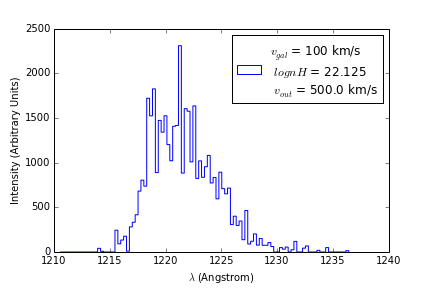 2500
2000
1500
1000
500
0
Intensity (Arbitrary Units)
v_gal = 100 km/s
lognH = 22.125
v_out = 500.0 km/s
1210 1215 1220 1225 1230 1235 1240
λ (Angstrom)